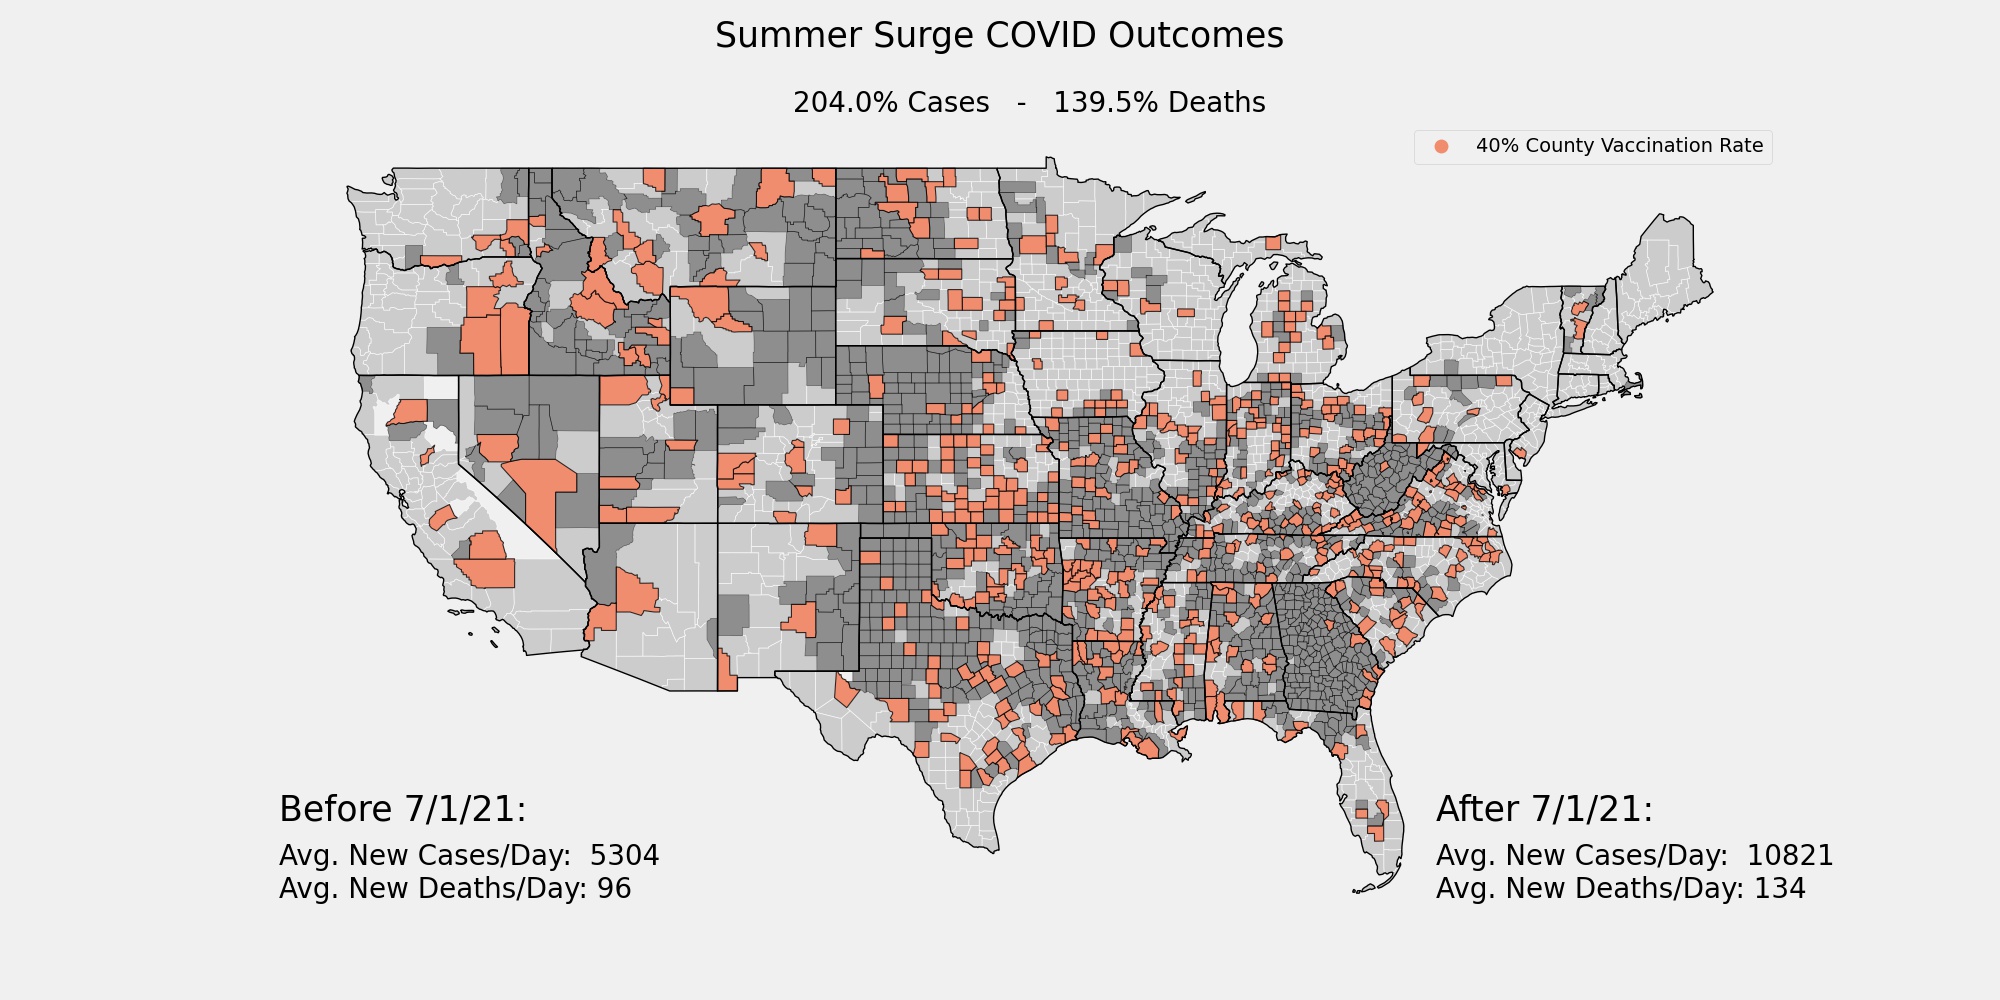 Summer Surge COVID Outcomes
204.0% Cases - 139.5% Deaths
40% County Vaccination Rate
Before 7/1/21:
Avg. New Cases/Day: 5304
Avg. New Deaths/Day: 96
After 7/1/21:
Avg. New Cases/Day: 10821
Avg. New Deaths/Day: 134